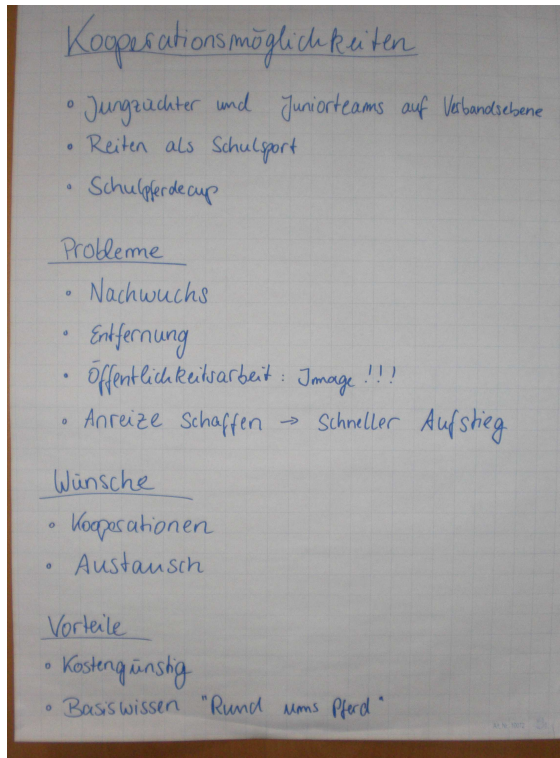 Kooperationsmöglichkeiten
• Jungzüchter und Juniorteams auf Verbandsebene
• Reiten als Schulsport
• Schulpferdecup
Probleme
• Nachwuchs
• Entfernung
• Öffentlichkeitsarbeit: Image !!!
• Anreize Schaffen → Schneller Aufstieg
Wünsche
• Kooperationen
• Austausch
Vorteile
• Kostengünstig
• Basiswissen "Rund ums Pferd"